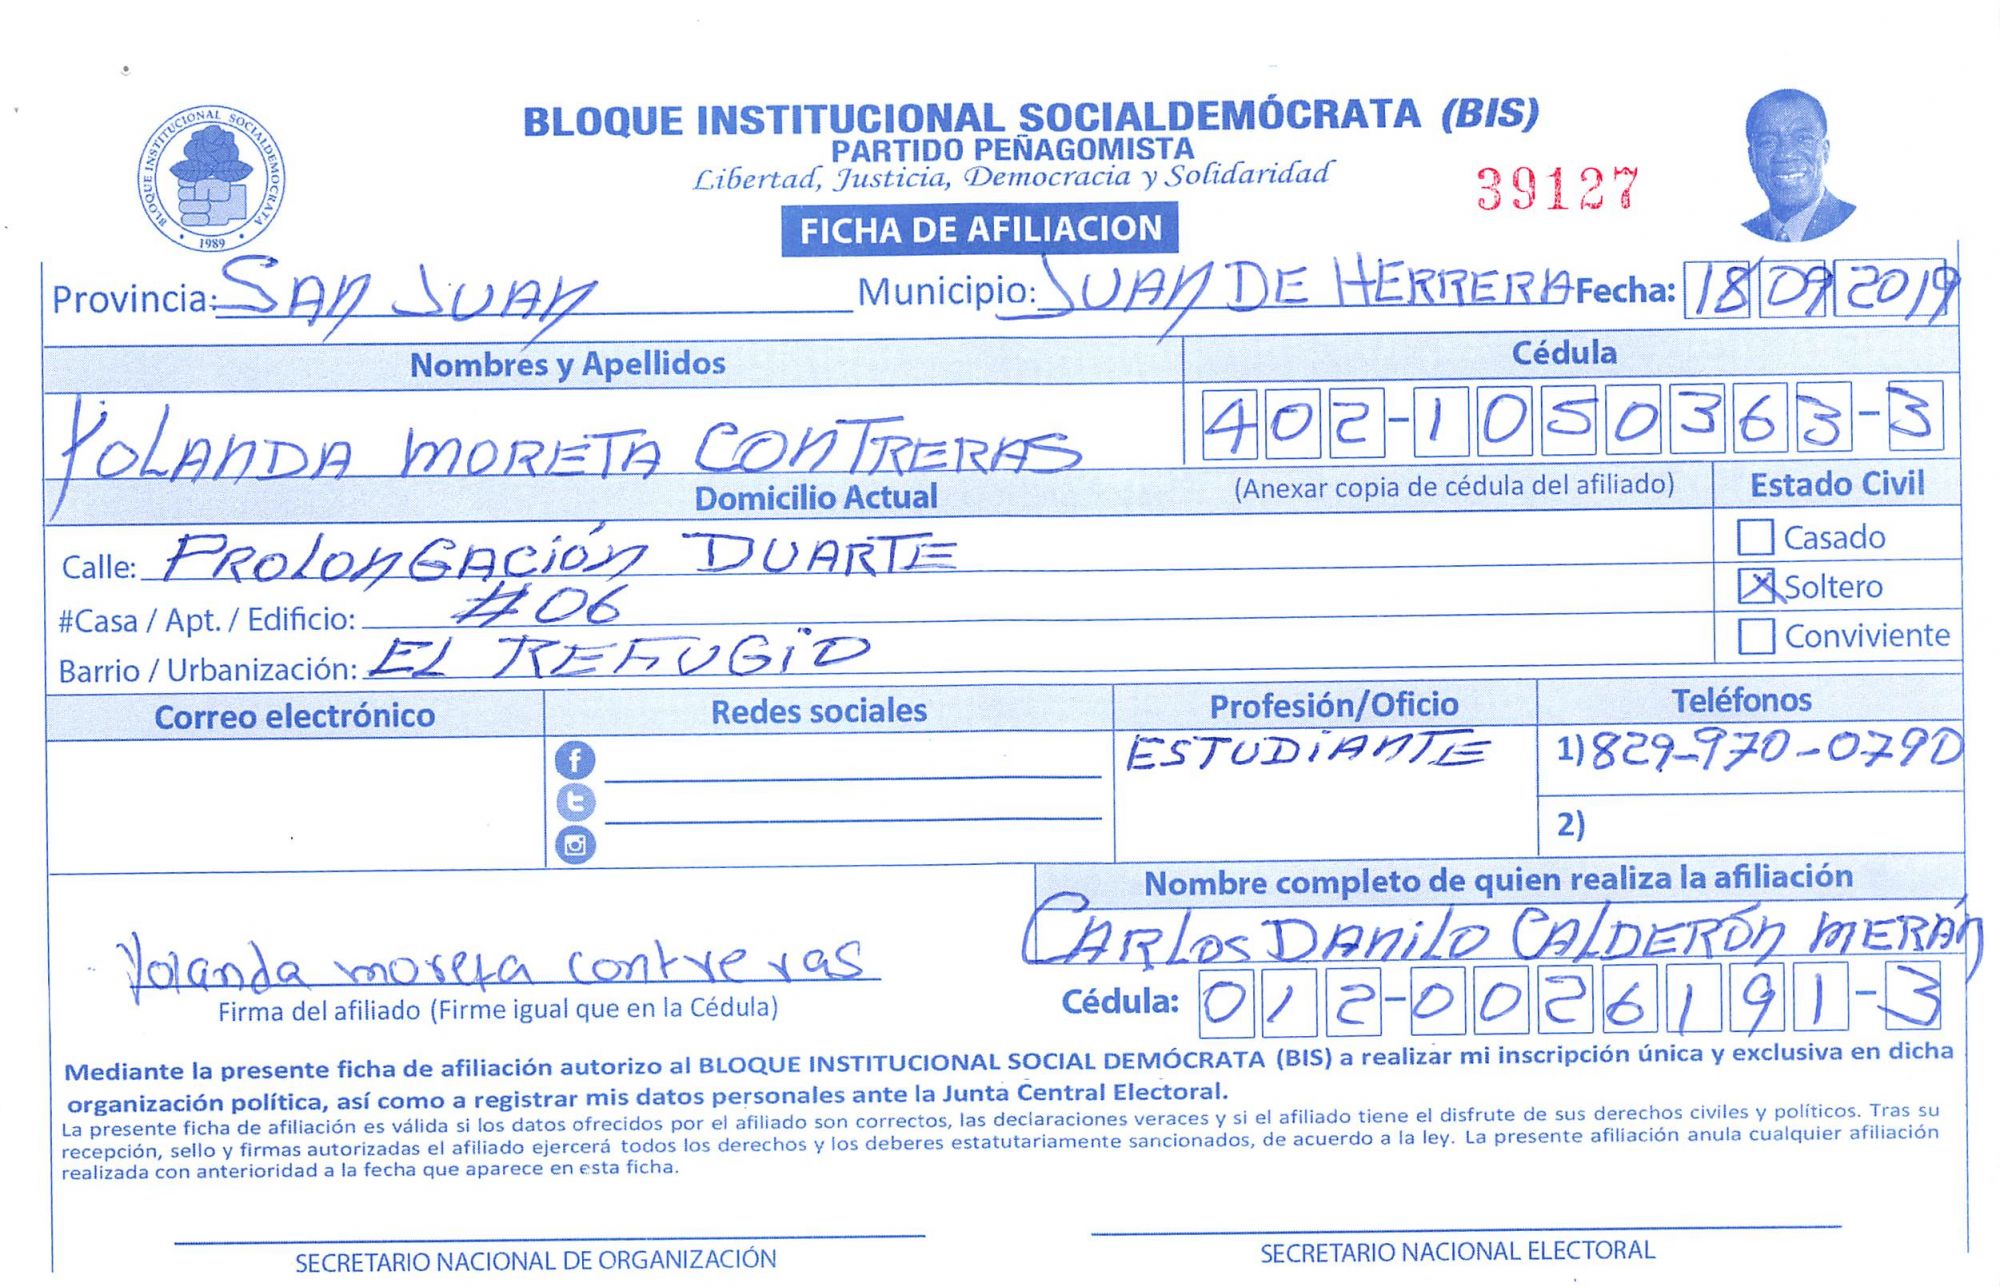 BLOQUE INSTITUCIONAL SOCIALDEMÓCRATA (BIS)
PARTIDO PEÑAGOMISTA
Libertad, Justicia, Democracia y Solidaridad
39127
BLOQUE INSTITUCIONAL SOCIALDEMOCRATA
1989
FICHA DE AFILIACION
Provincia: SAN JUAN Municipio: JUAN DE HERRERA Fecha: 18 09 2019
Nombres y Apellidos Cédula
YOLANDA MORETA CONTRERAS 402-1050363-3
Domicilio Actual (Anexar copia de cédula del afiliado) Estado Civil
Calle: PROLONGACIÓN DUARTE Casado
#Casa / Apt. / Edificio: #06 X Soltero
Barrio / Urbanización: EL REFUGIO Conviviente
Correo electrónico Redes sociales Profesión/Oficio Teléfonos
ESTUDIANTE 1) 829-970-0790
2)
Nombre completo de quien realiza la afiliación
CARLOS DANILO CALDERÓN MERÁN
Yolanda moreta contreras
Firma del afiliado (Firme igual que en la Cédula) Cédula: 012-0026191-3
Mediante la presente ficha de afiliación autorizo al BLOQUE INSTITUCIONAL SOCIAL DEMÓCRATA (BIS) a realizar mi inscripción única y exclusiva en dicha
organización política, así como a registrar mis datos personales ante la Junta Central Electoral.
La presente ficha de afiliación es válida si los datos ofrecidos por el afiliado son correctos, las declaraciones veraces y si el afiliado tiene el disfrute de sus derechos civiles y políticos. Tras su
recepción, sello y firmas autorizadas el afiliado ejercerá todos los derechos y los deberes estatutariamente sancionados, de acuerdo a la ley. La presente afiliación anula cualquier afiliación
realizada con anterioridad a la fecha que aparece en esta ficha.
SECRETARIO NACIONAL DE ORGANIZACIÓN SECRETARIO NACIONAL ELECTORAL